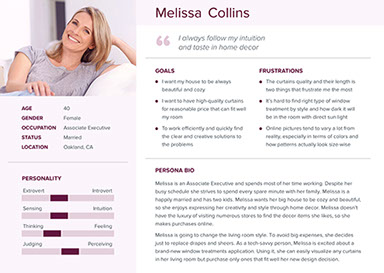 Melissa Collins
I always follow my intuition
and taste in home decor
GOALS
I want my house to be always
beautiful and cozy
I want to have high-quality curtains
for reasonable price than can fit well
my room
To work efficiently and quickly find
the clear and creative solutions to
the problems
FRUSTRATIONS
The curtains quality and their length is
two things that frustrate me the most
It's hard to find right type of window
treatment by style and how dark it will
be in the room with direct sun light
Online pictures tend to vary a lot from
reality, especially in terms of colors and
how patterns actually look size-wise
AGE 40
GENDER Female
OCCUPATION Associate Executive
STATUS Married
LOCATION Oakland, CA
PERSONALITY
Extrovert Introvert
Sensing Intuition
Thinking Feeling
Judging Perceiving
PERSONA BIO
Melissa is an Associate Executive and spends most of her time working. Despite her
busy schedule she strives to spend every spare minute with her family. Melissa is a
happily married and has two kids. Melissa wants her big house to be cozy and beautiful,
so she enjoys expressing her creativity and style through home decor. Melissa doesn't
have the luxury of visiting numerous stores to find the decor items she likes, so she
makes purchases online.
Melissa is going to change the living room style. To avoid big expenses, she decides
just to replace drapes and shears. As a tech-savvy person, Melissa is excited about a
brand-new window treatments application. Using it, she can easily visualize any curtains
in her living room but purchase only ones that fit well her new design decision.